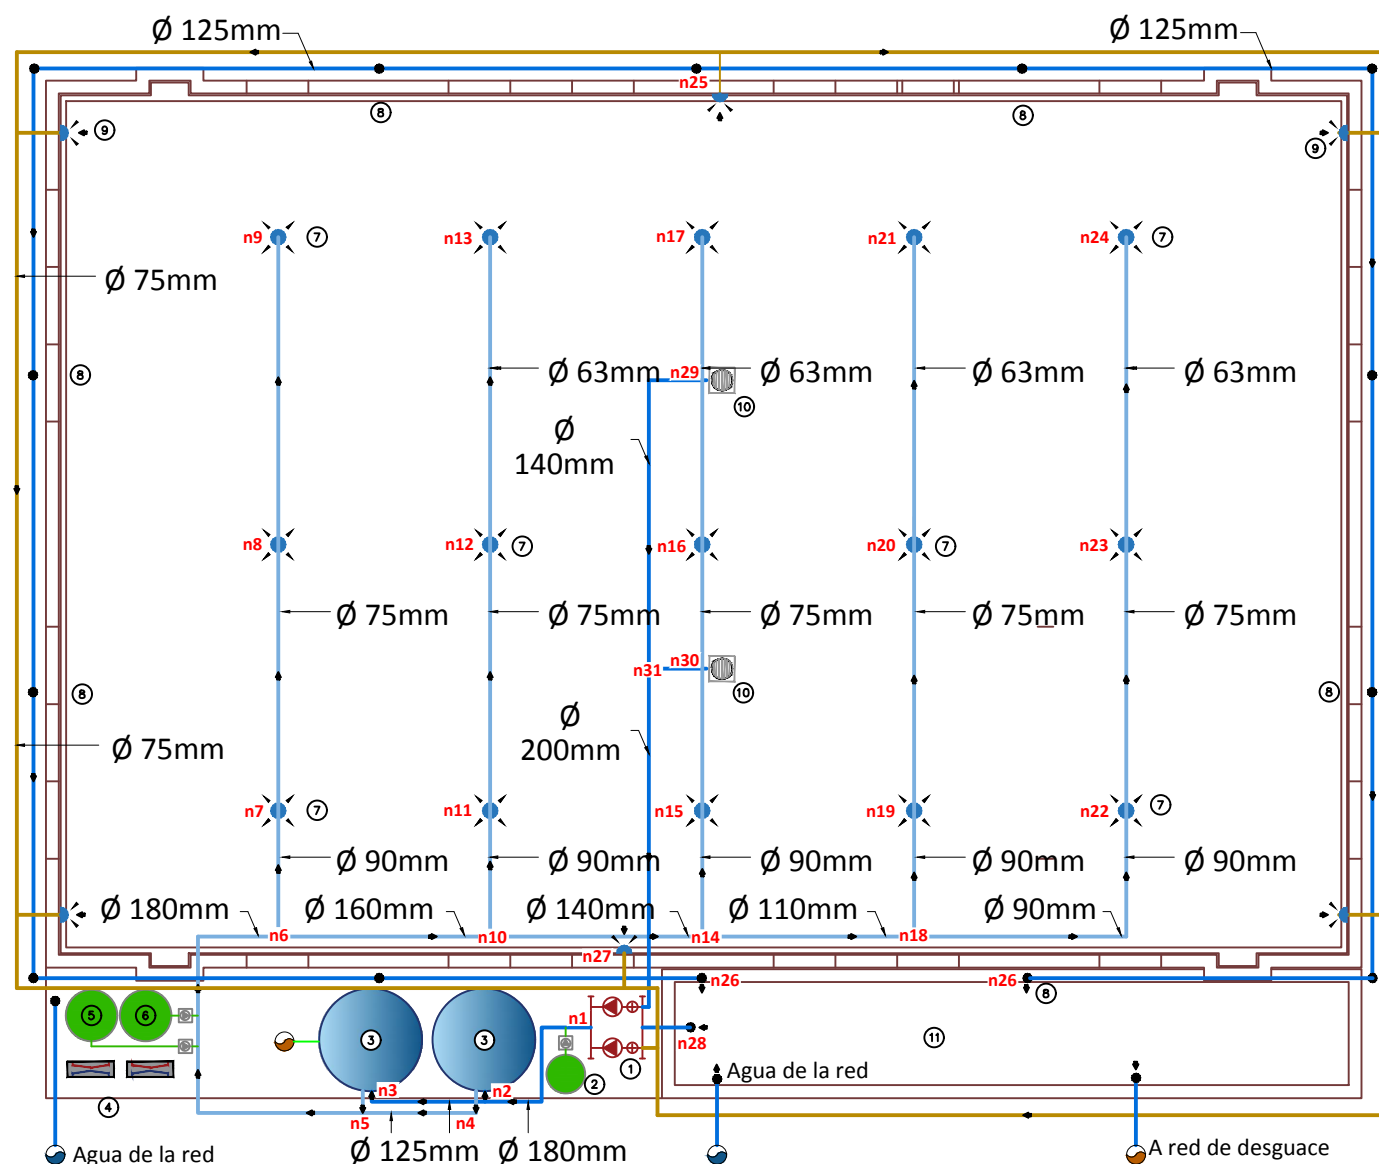 Ø 125mm
Ø 125mm
n25
8
8
9
9
n9
7
n13
n17
n21
n24
7
Ø 75mm
8
Ø 63mm
n29
Ø 63mm
Ø 63mm
Ø 63mm
10
Ø
140mm
n8
n12
7
n16
n20
7
n23
Ø 75mm
Ø 75mm
Ø 75mm
Ø 75mm
Ø 75mm
n31
n30
10
8
8
Ø
200mm
Ø 75mm
n7
7
n11
n15
n19
n22
7
Ø 90mm
Ø 90mm
Ø 90mm
Ø 90mm
Ø 90mm
Ø 180mm
Ø 160mm
Ø 140mm
Ø 110mm
Ø 90mm
n6
n10
n14
n18
n27
n26
n26
8
5
6
3
3
n1
n28
11
1
2
Agua de la red
n3
n2
4
n5
n4
Ø 125mm
Ø 180mm
Agua de la red
A red de desguace